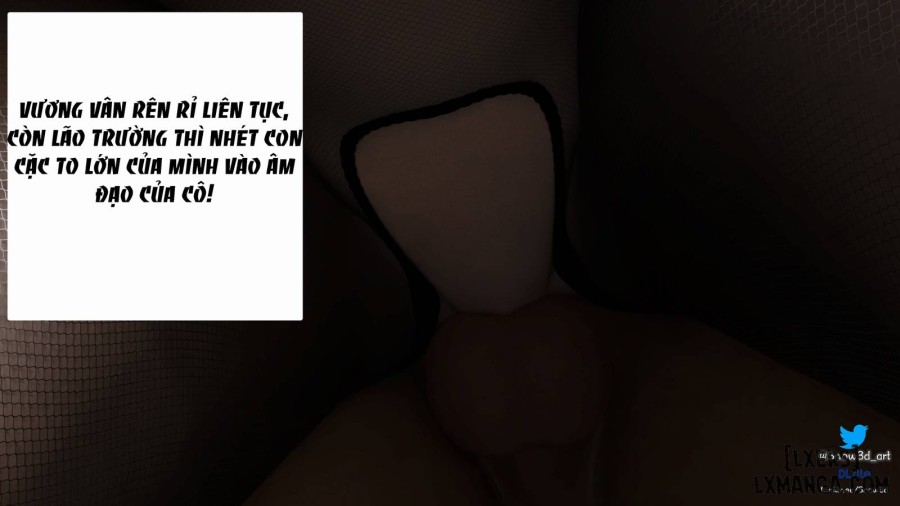 VƯƠNG VÂN RÊN RỈ LIÊN TỤC,
CÒN LÃO TRƯỜNG THÌ NHÉT CON
CẶC TO LỚN CỦA MÌNH VÀO ÂM
ĐẠO CỦA CÔ!
LXMANGA.COM